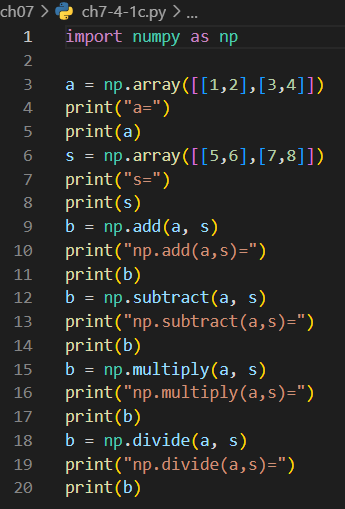 ch07 > ch7-4-1c.py > ...
1 import numpy as np
2
3 a = np.array([[1,2],[3,4]])
4 print("a=")
5 print(a)
6 s = np.array([[5,6],[7,8]])
7 print("s=")
8 print(s)
9 b = np.add(a, s)
10 print("np.add(a,s)=")
11 print(b)
12 b = np.subtract(a, s)
13 print("np.subtract(a,s)=")
14 print(b)
15 b = np.multiply(a, s)
16 print("np.multiply(a,s)=")
17 print(b)
18 b = np.divide(a, s)
19 print("np.divide(a,s)=")
20 print(b)